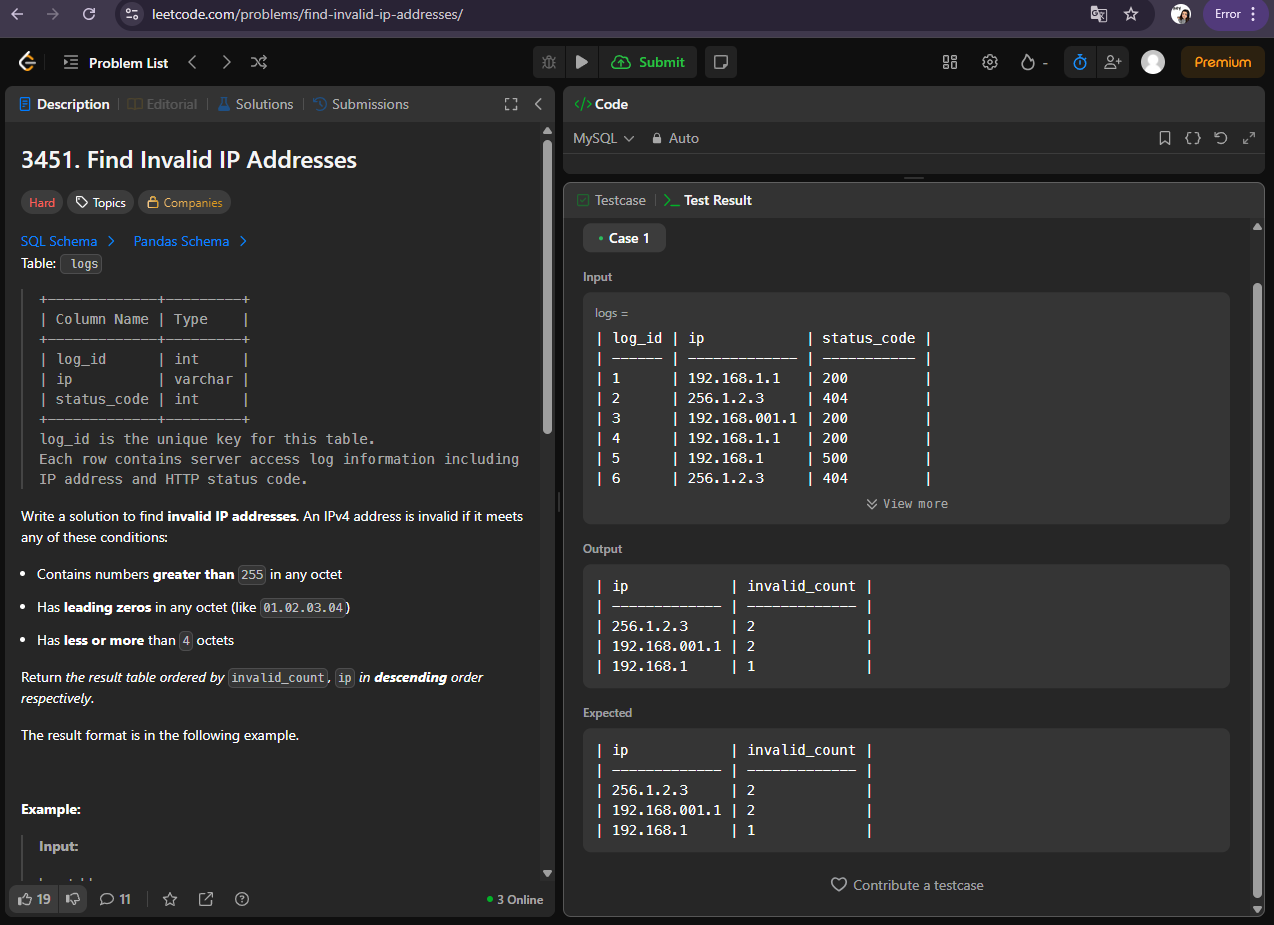 leetcode.com/problems/find-invalid-ip-addresses/
Error
Problem List
Submit
-
Premium
Description
Editorial
Solutions
Submissions
3451. Find Invalid IP Addresses
Hard
Topics
Companies
SQL Schema
Pandas Schema
Table: logs
+-------------+---------+
| Column Name | Type    |
+-------------+---------+
| log_id      | int     |
| ip          | varchar |
| status_code | int     |
+-------------+---------+
log_id is the unique key for this table.
Each row contains server access log information including
IP address and HTTP status code.
Write a solution to find invalid IP addresses. An IPv4 address is invalid if it meets
any of these conditions:
• Contains numbers greater than 255 in any octet
• Has leading zeros in any octet (like 01.02.03.04)
• Has less or more than 4 octets
Return the result table ordered by invalid_count, ip in descending order
respectively.
The result format is in the following example.
Example:
Input:
19
11
3 Online
</> Code
MySQL
Auto
Testcase
Test Result
• Case 1
Input
logs =
| log_id | ip            | status_code |
| ------ | ------------- | ----------- |
| 1      | 192.168.1.1   | 200         |
| 2      | 256.1.2.3     | 404         |
| 3      | 192.168.001.1 | 200         |
| 4      | 192.168.1.1   | 200         |
| 5      | 192.168.1     | 500         |
| 6      | 256.1.2.3     | 404         |
View more
Output
| ip            | invalid_count |
| ------------- | ------------- |
| 256.1.2.3     | 2             |
| 192.168.001.1 | 2             |
| 192.168.1     | 1             |
Expected
| ip            | invalid_count |
| ------------- | ------------- |
| 256.1.2.3     | 2             |
| 192.168.001.1 | 2             |
| 192.168.1     | 1             |
Contribute a testcase